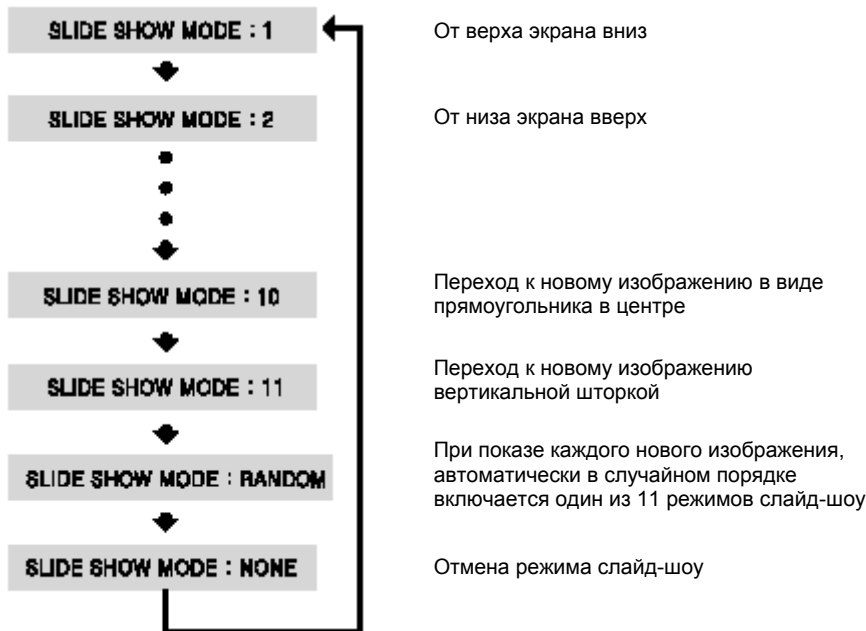 SLIDE SHOW MODE : 1
От верха экрана вниз
SLIDE SHOW MODE : 2
От низа экрана вверх
SLIDE SHOW MODE : 10
Переход к новому изображению в виде
прямоугольника в центре
SLIDE SHOW MODE : 11
Переход к новому изображению
вертикальной шторкой
SLIDE SHOW MODE : RANDOM
При показе каждого нового изображения,
автоматически в случайном порядке
включается один из 11 режимов слайд-шоу
SLIDE SHOW MODE : NONE
Отмена режима слайд-шоу